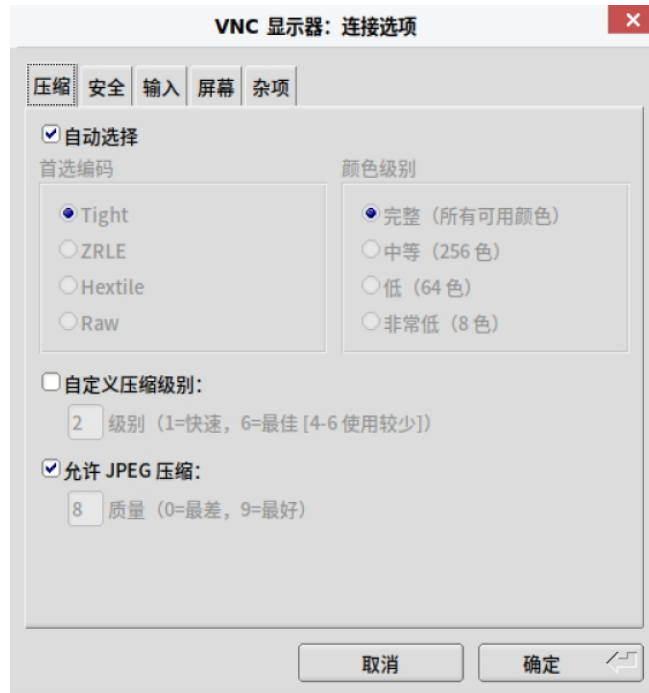 VNC 显示器：连接选项
压缩 安全 输入 屏幕 杂项
自动选择
首选编码 颜色级别
Tight 完整（所有可用颜色）
ZRLE 中等（256 色）
Hextile 低（64 色）
Raw 非常低（8 色）
自定义压缩级别：
2 级别（1=快速，6=最佳 [4-6 使用较少]）
允许 JPEG 压缩：
8 质量（0=最差，9=最好）
取消 确定